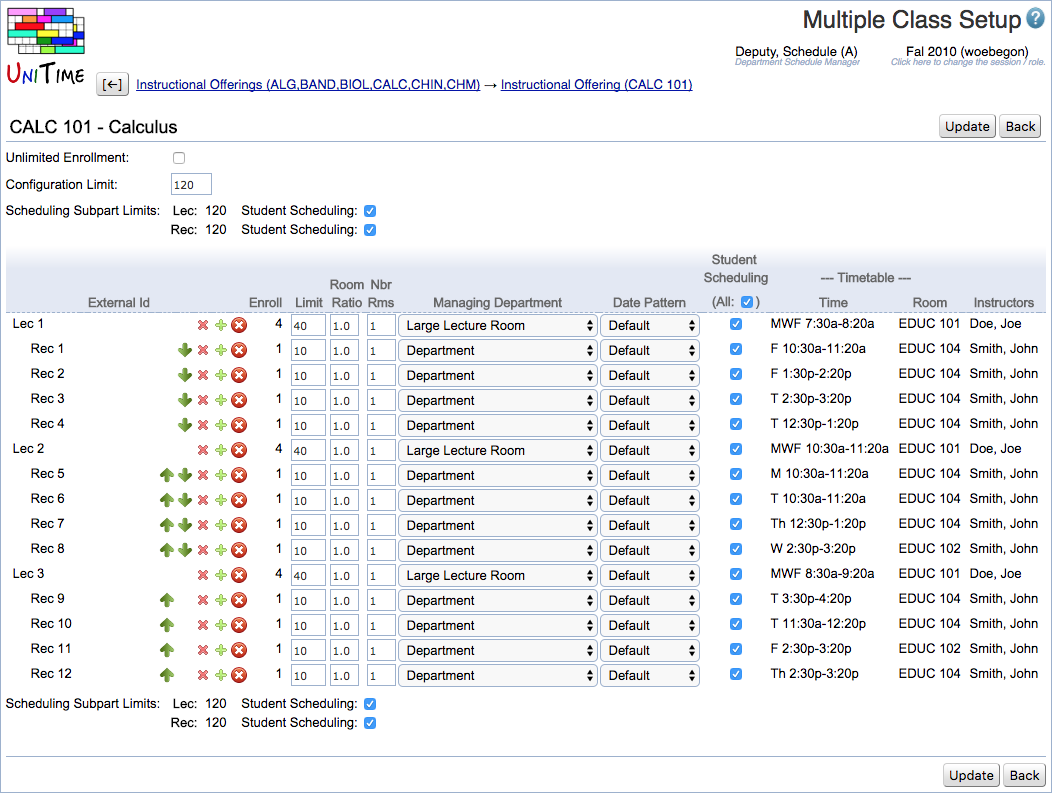 Multiple Class Setup ?
UniTime
Deputy, Schedule (A) Fal 2010 (woebegon)
Department Schedule Manager Click here to change the session / role.
[←] Instructional Offerings (ALG,BAND,BIOL,CALC,CHIN,CHM) → Instructional Offering (CALC 101)
CALC 101 - Calculus Update Back
Unlimited Enrollment:
Configuration Limit: 120
Scheduling Subpart Limits: Lec: 120 Student Scheduling:
Rec: 120 Student Scheduling:
Student
Scheduling --- Timetable ---
Room Nbr
External Id Enroll Limit Ratio Rms Managing Department Date Pattern (All: ) Time Room Instructors
Lec 1 4 40 1.0 1 Large Lecture Room Default MWF 7:30a-8:20a EDUC 101 Doe, Joe
Rec 1 1 10 1.0 1 Department Default F 10:30a-11:20a EDUC 104 Smith, John
Rec 2 1 10 1.0 1 Department Default F 1:30p-2:20p EDUC 104 Smith, John
Rec 3 1 10 1.0 1 Department Default T 2:30p-3:20p EDUC 104 Smith, John
Rec 4 1 10 1.0 1 Department Default T 12:30p-1:20p EDUC 104 Smith, John
Lec 2 4 40 1.0 1 Large Lecture Room Default MWF 10:30a-11:20a EDUC 101 Doe, Joe
Rec 5 1 10 1.0 1 Department Default M 10:30a-11:20a EDUC 104 Smith, John
Rec 6 1 10 1.0 1 Department Default T 10:30a-11:20a EDUC 104 Smith, John
Rec 7 1 10 1.0 1 Department Default Th 12:30p-1:20p EDUC 104 Smith, John
Rec 8 1 10 1.0 1 Department Default W 2:30p-3:20p EDUC 102 Smith, John
Lec 3 4 40 1.0 1 Large Lecture Room Default MWF 8:30a-9:20a EDUC 101 Doe, Joe
Rec 9 1 10 1.0 1 Department Default T 3:30p-4:20p EDUC 104 Smith, John
Rec 10 1 10 1.0 1 Department Default T 11:30a-12:20p EDUC 104 Smith, John
Rec 11 1 10 1.0 1 Department Default F 2:30p-3:20p EDUC 102 Smith, John
Rec 12 1 10 1.0 1 Department Default Th 2:30p-3:20p EDUC 104 Smith, John
Scheduling Subpart Limits: Lec: 120 Student Scheduling:
Rec: 120 Student Scheduling:
Update Back